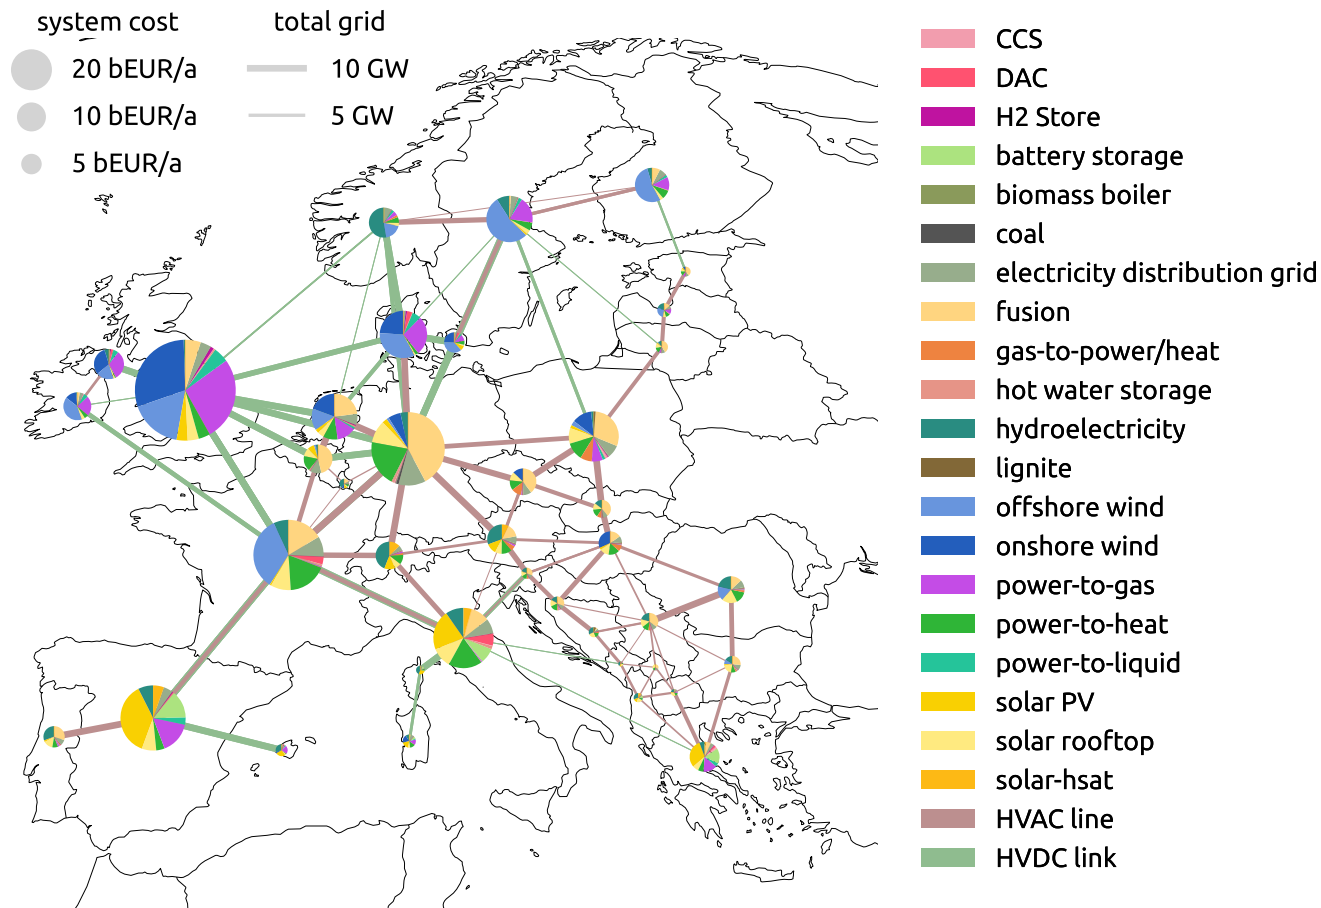 system cost
20 bEUR/a
10 bEUR/a
5 bEUR/a
total grid
10 GW
5 GW
CCS
DAC
H2 Store
battery storage
biomass boiler
coal
electricity distribution grid
fusion
gas-to-power/heat
hot water storage
hydroelectricity
lignite
offshore wind
onshore wind
power-to-gas
power-to-heat
power-to-liquid
solar PV
solar rooftop
solar-hsat
HVAC line
HVDC link